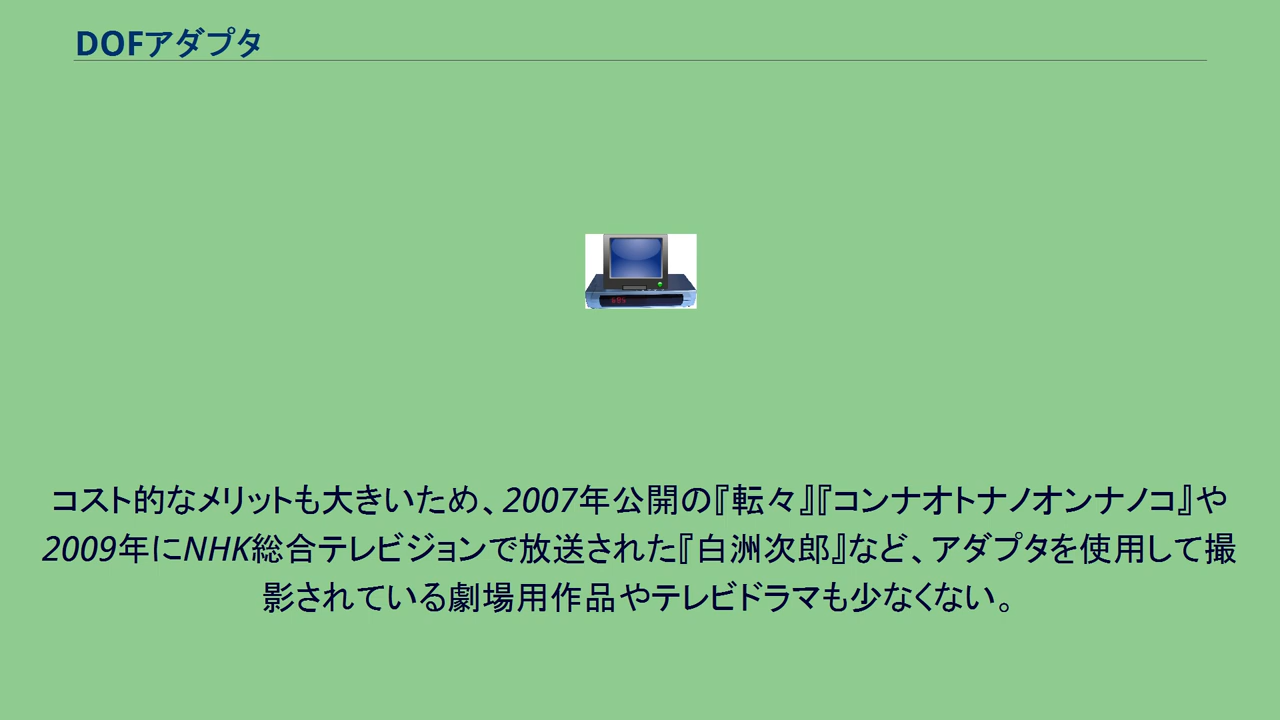 DOFアダプタ
コスト的なメリットも大きいため、2007年公開の『転々』『コンナオトナノオンナノコ』や
2009年にNHK総合テレビジョンで放送された『白洲次郎』など、アダプタを使用して撮
影されている劇場用作品やテレビドラマも少なくない。